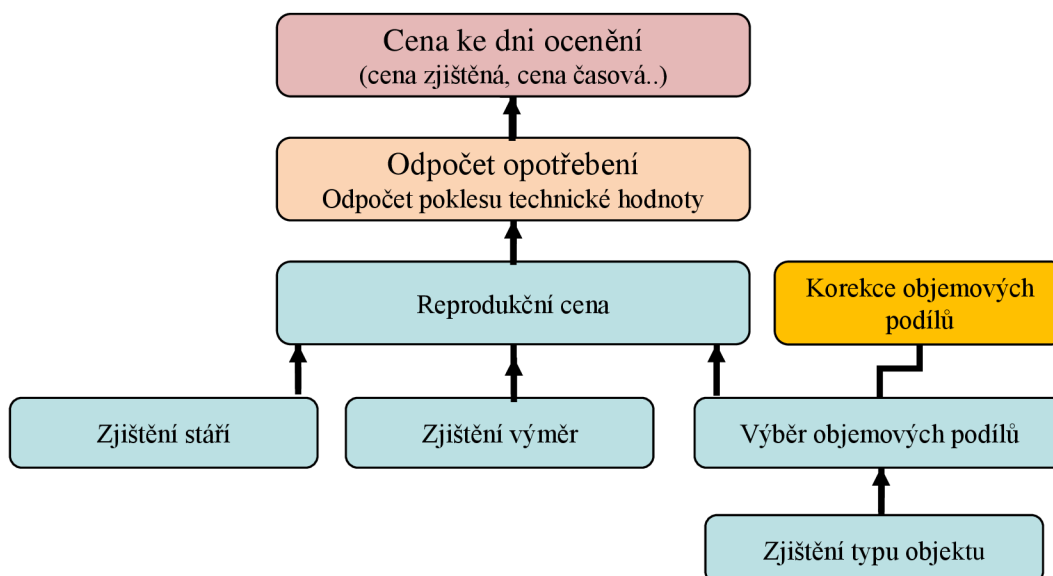 Cena ke dni ocenění
(cena zjištěná, cena časová..)
Odpočet opotřebení
Odpočet poklesu technické hodnoty
Reprodukční cena
Korekce objemových
podílů
Zjištění stáří
Zjištění výměr
Výběr objemových podílů
Zjištění typu objektu